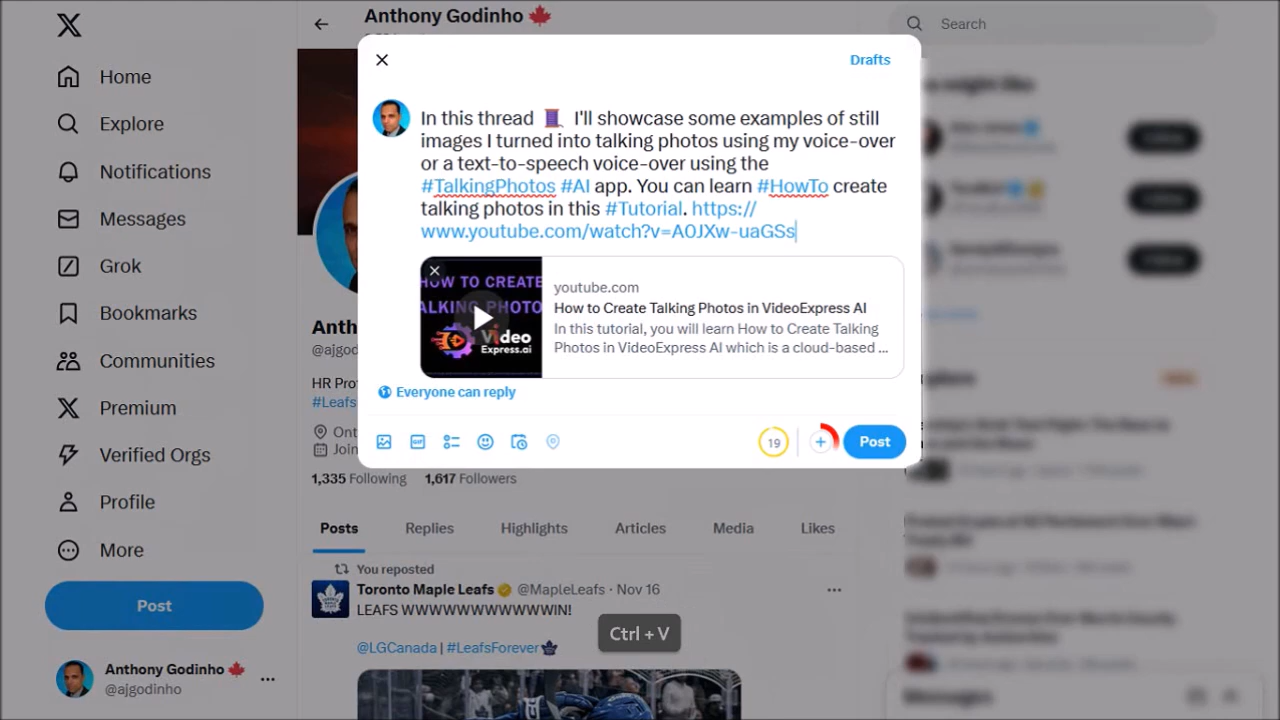 Home
Explore
Notifications
Messages
Grok
Bookmarks
Communities
Premium
Verified Orgs
Profile
More
Post
Anthony Godinho
@ajgodinho
Anthony Godinho
Search
Drafts
In this thread 🧵 I'll showcase some examples of still
images I turned into talking photos using my voice-over
or a text-to-speech voice-over using the
#TalkingPhotos #AI app. You can learn #HowTo create
talking photos in this #Tutorial. https://
www.youtube.com/watch?v=A0JXw-uaGSs
HOW TO CREATE
TALKING PHOTO
Video
Express.ai
youtube.com
How to Create Talking Photos in VideoExpress AI
In this tutorial, you will learn How to Create Talking
Photos in VideoExpress AI which is a cloud-based ...
Everyone can reply
GIF
19
Post
Anth
@ajgod
HR Pro
#Leafs
Ont
Join
1,335 Following 1,617 Followers
Posts Replies Highlights Articles Media Likes
You reposted
Toronto Maple Leafs @MapleLeafs · Nov 16
LEAFS WWWWWWWWWWWIN!
@LGCanada | #LeafsForever
Ctrl + V
Messages